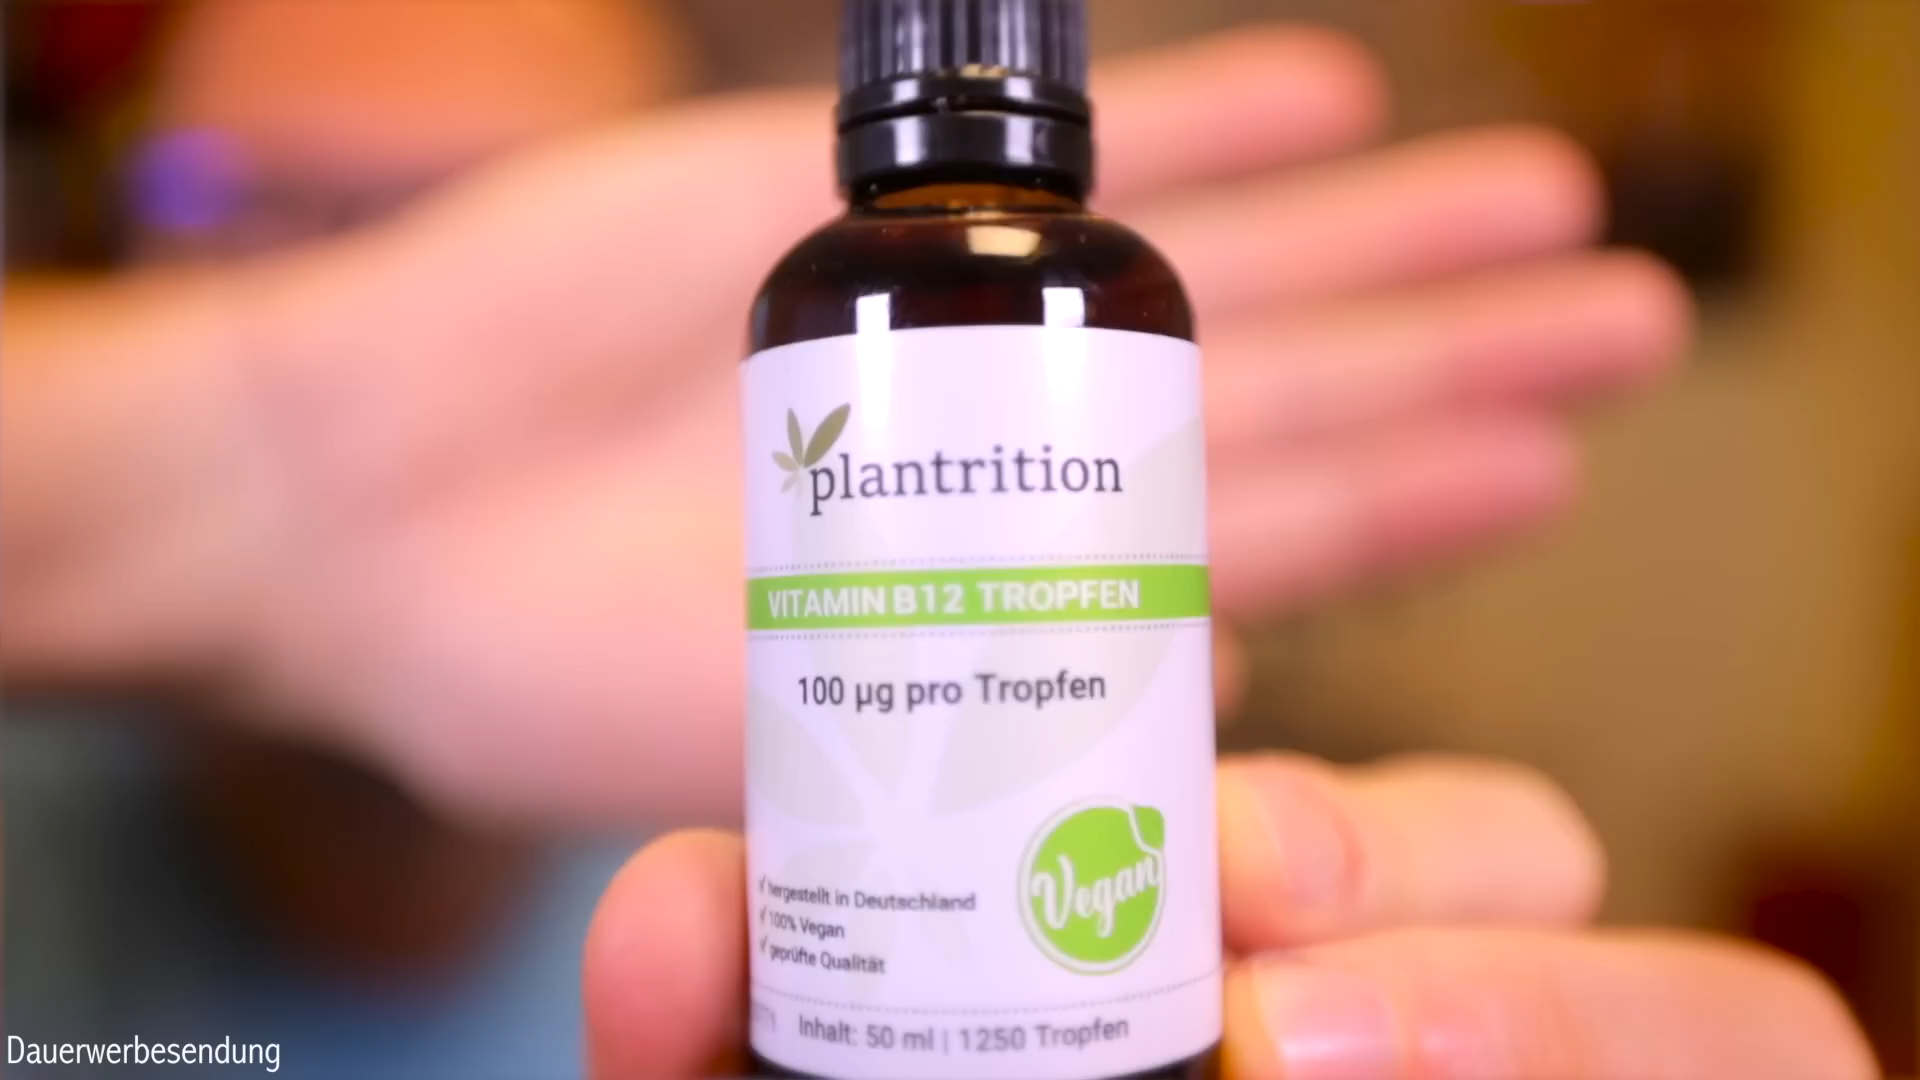 plantrition
VITAMIN B12 TROPFEN
100 µg pro Tropfen
✓ hergestellt in Deutschland
✓ 100% Vegan
✓ geprüfte Qualität
Vegan
Inhalt: 50 ml | 1250 Tropfen
Dauerwerbesendung